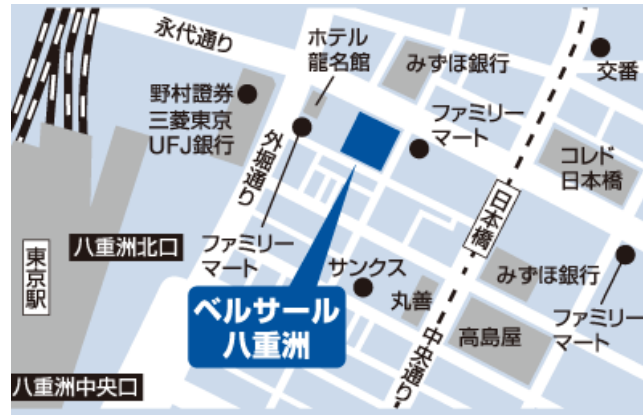 永代通り
ホテル
龍名館
みずほ銀行
交番
野村證券
三菱東京
UFJ銀行
外堀通り
ファミリー
マート
コレド
日本橋
日本橋
八重洲北口
ファミリー
マート
サンクス
東京駅
ベルサール
八重洲
丸善
みずほ銀行
中央通り
高島屋
ファミリー
マート
八重洲中央口